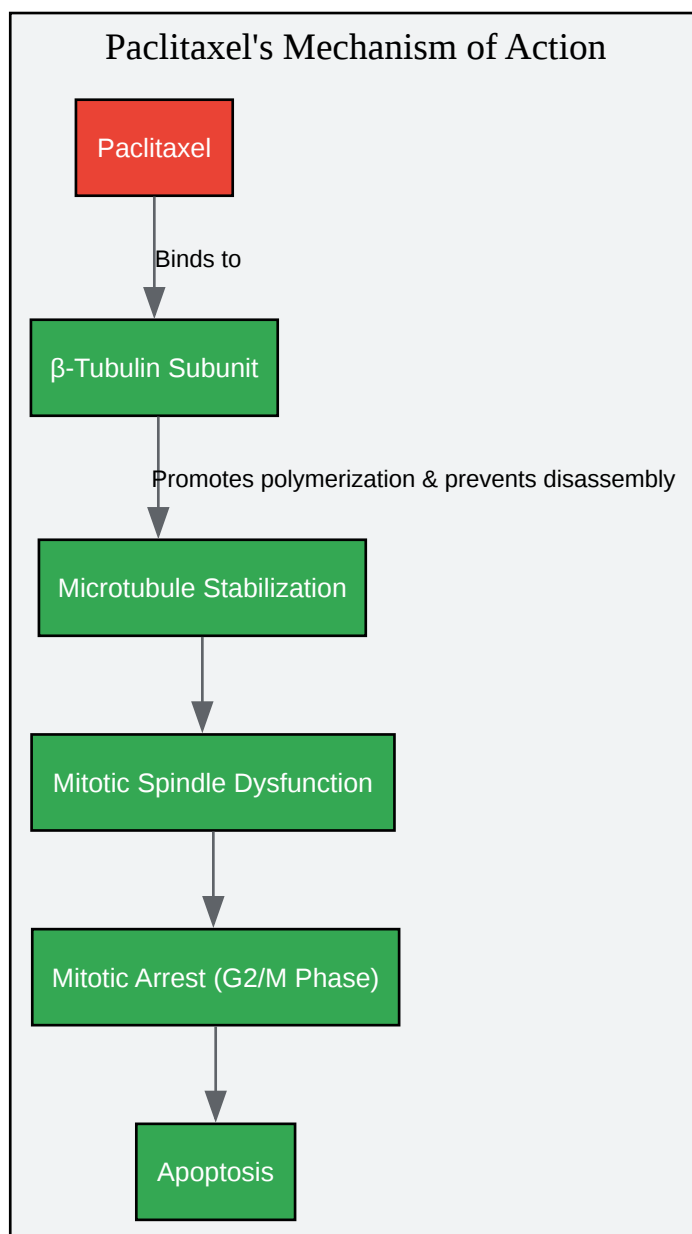 Paclitaxel's Mechanism of Action
Paclitaxel
Binds to
β-Tubulin Subunit
Promotes polymerization & prevents disassembly
Microtubule Stabilization
Mitotic Spindle Dysfunction
Mitotic Arrest (G2/M Phase)
Apoptosis